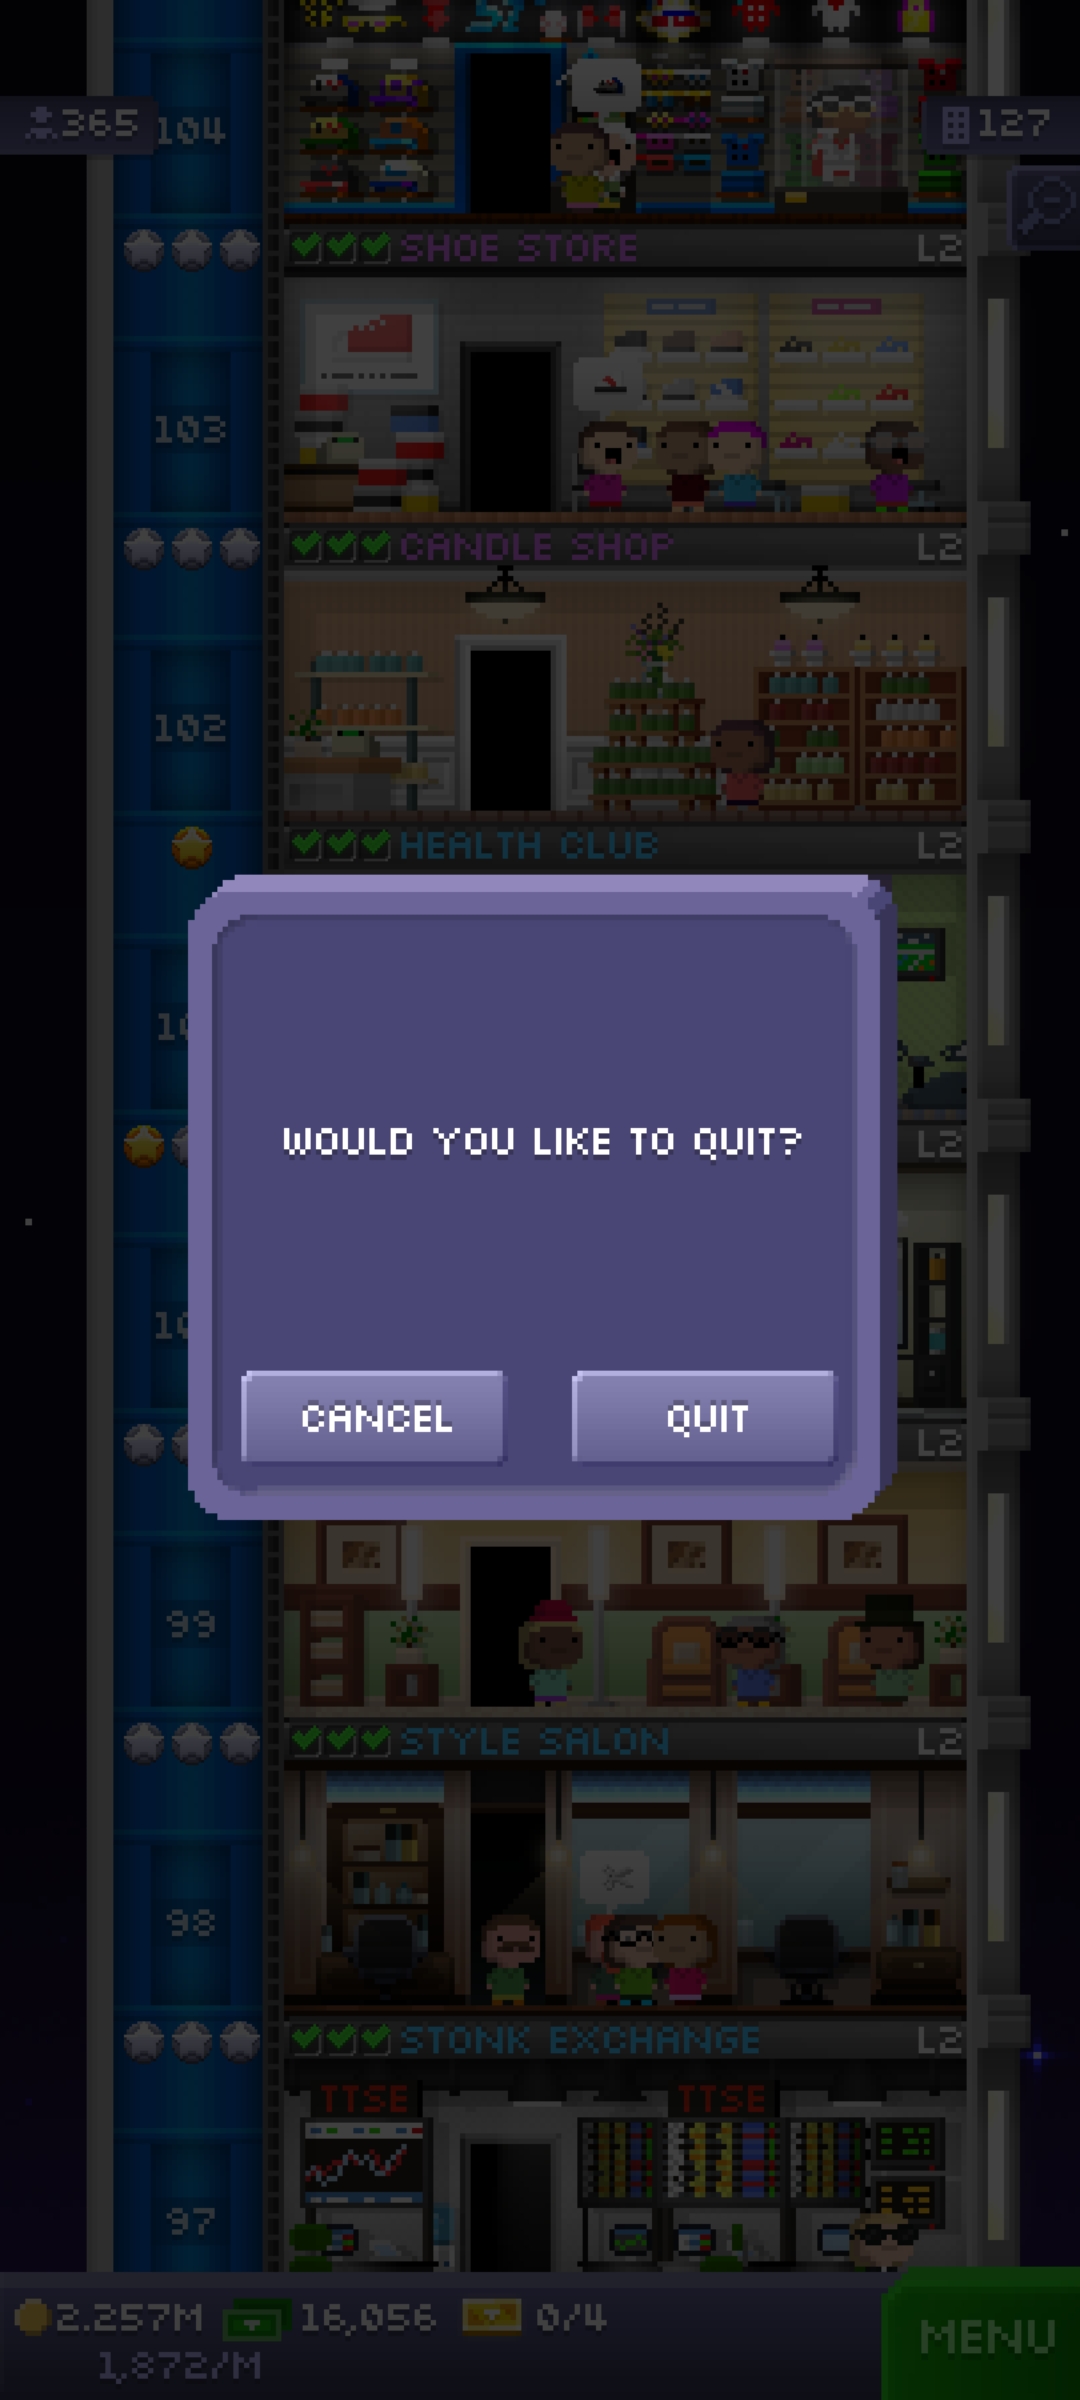 365
104
127
SHOE STORE L2
103
CANDLE SHOP L2
102
HEALTH CLUB L2
WOULD YOU LIKE TO QUIT?
L2
CANCEL
QUIT
L2
99
STYLE SALON L2
98
STONK EXCHANGE L2
TTSE TTSE
97
2.257M 16,056 0/4
1,872/M
MENU